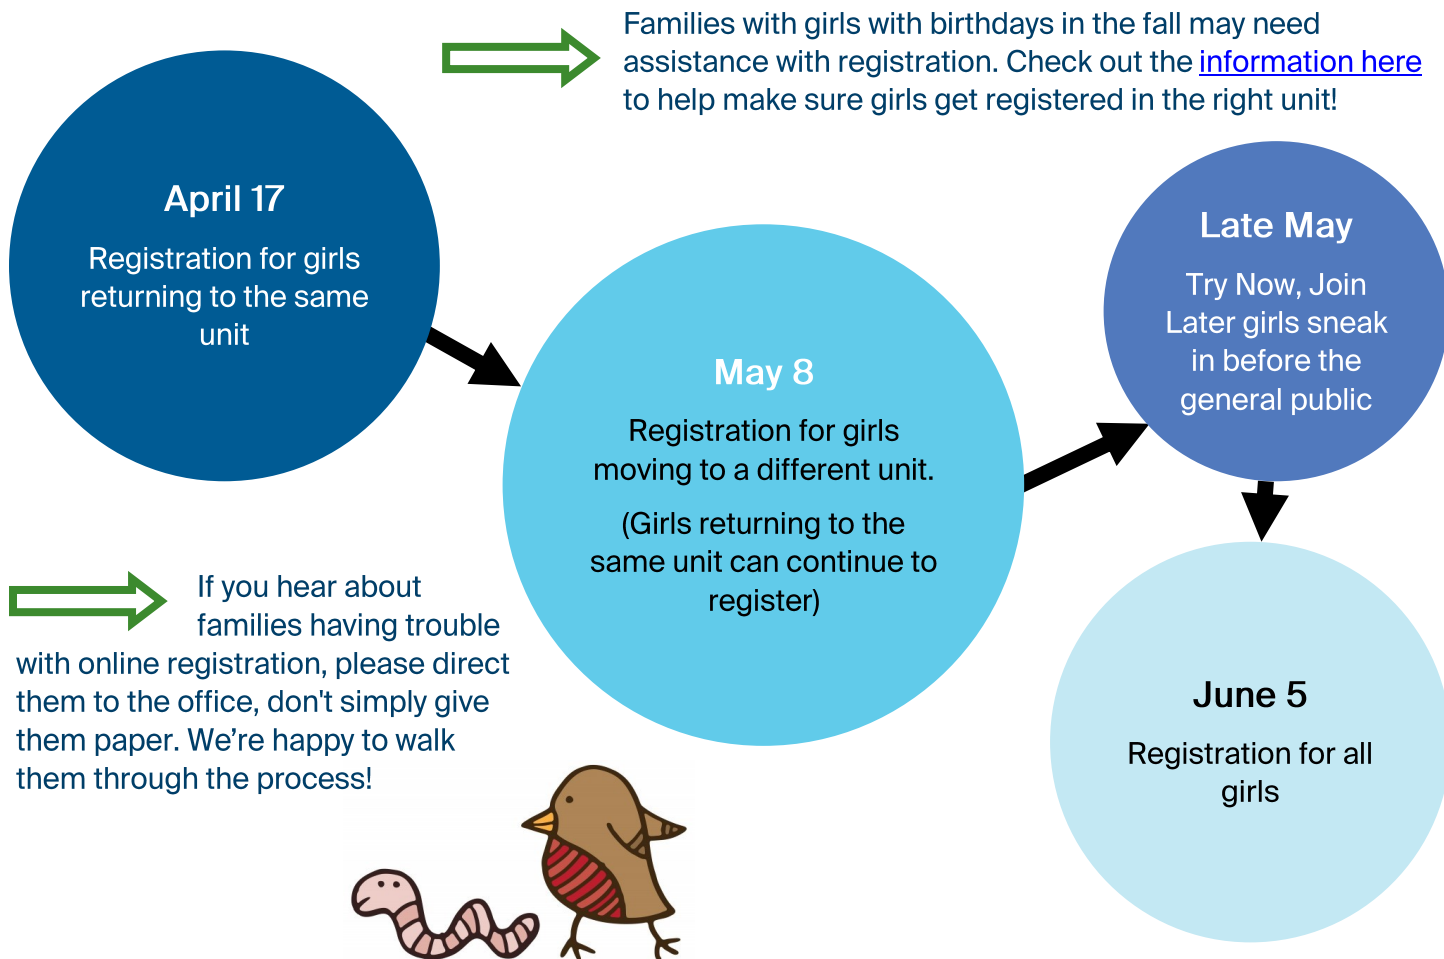 Families with girls with birthdays in the fall may need
assistance with registration. Check out the information here
to help make sure girls get registered in the right unit!
April 17
Registration for girls
returning to the same
unit
May 8
Registration for girls
moving to a different unit.
(Girls returning to the
same unit can continue to
register)
Late May
Try Now, Join
Later girls sneak
in before the
general public
June 5
Registration for all
girls
If you hear about
families having trouble
with online registration, please direct
them to the office, don't simply give
them paper. We’re happy to walk
them through the process!